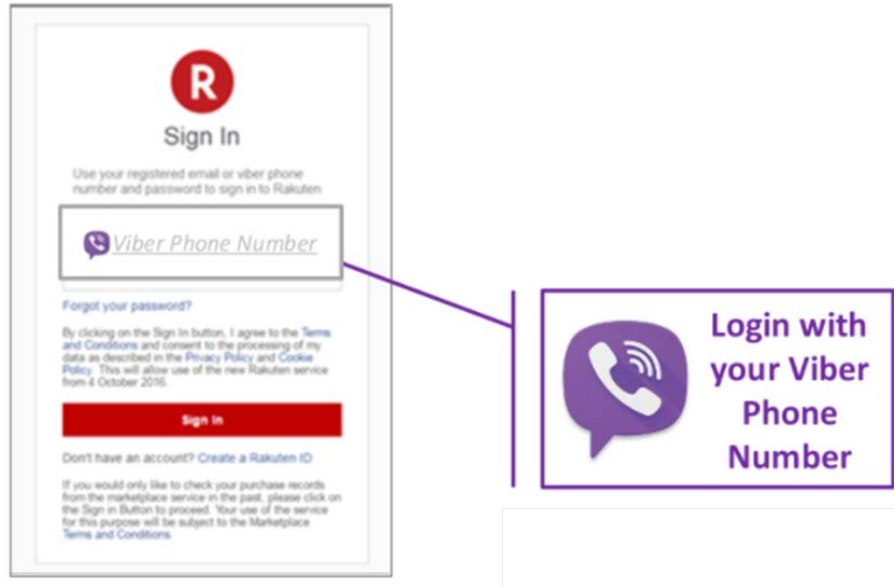 R
Sign In
Use your registered email or viber phone
number and password to sign in to Rakuten
Viber Phone Number
Forgot your password?
By clicking on the Sign In button, I agree to the Terms
and Conditions and consent to the processing of my
data as described in the Privacy Policy and Cookie
Policy. This will allow use of the new Rakuten service
from 4 October 2016.
Sign In
Don't have an account? Create a Rakuten ID
If you would only like to check your purchase records
from the marketplace service in the past, please click on
the Sign in Button to proceed. Your use of the service
for this purpose will be subject to the Marketplace
Terms and Conditions.
Login with
your Viber
Phone
Number